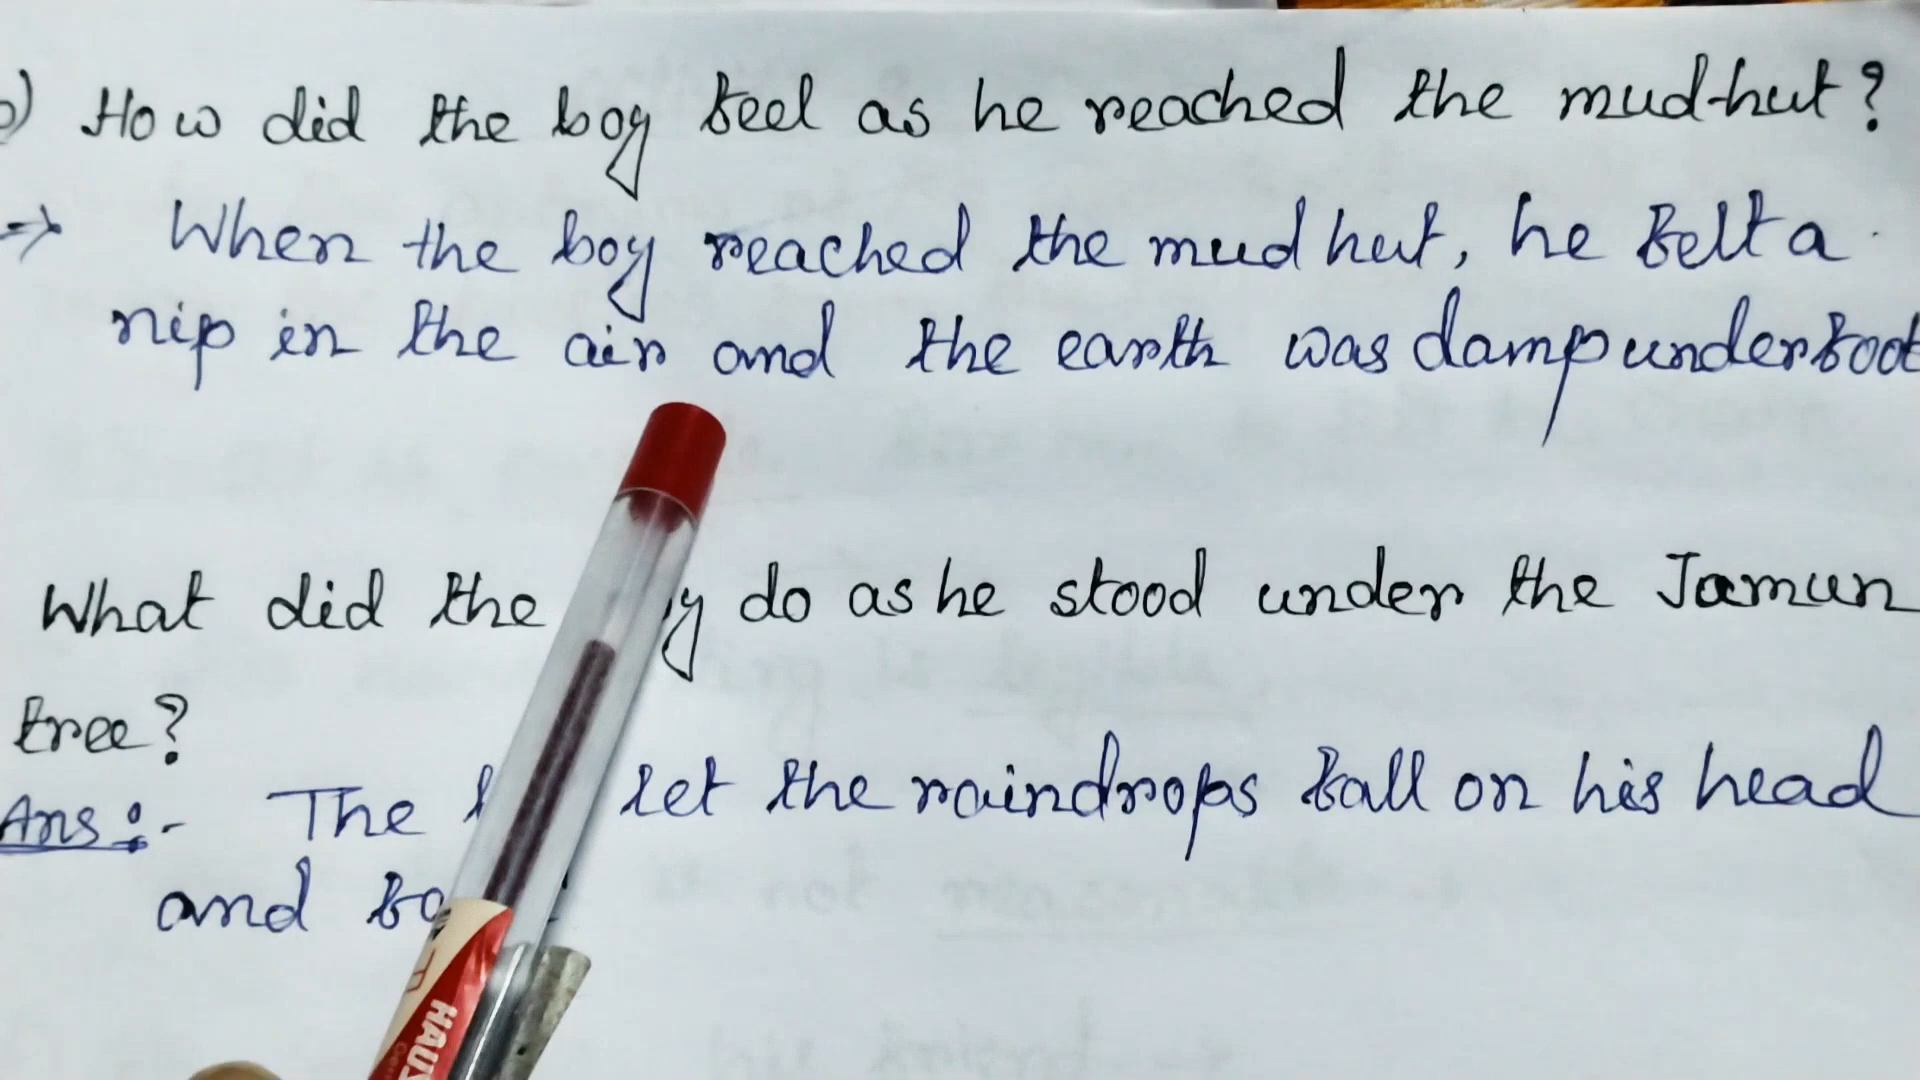 b) How did the boy feel as he reached the mud-hut?
→ When the boy reached the mud hut, he felt a
nip in the air and the earth was damp underfoot
What did the do as he stood under the Jamun
tree?
Ans :- The let the raindrops fall on his head
and